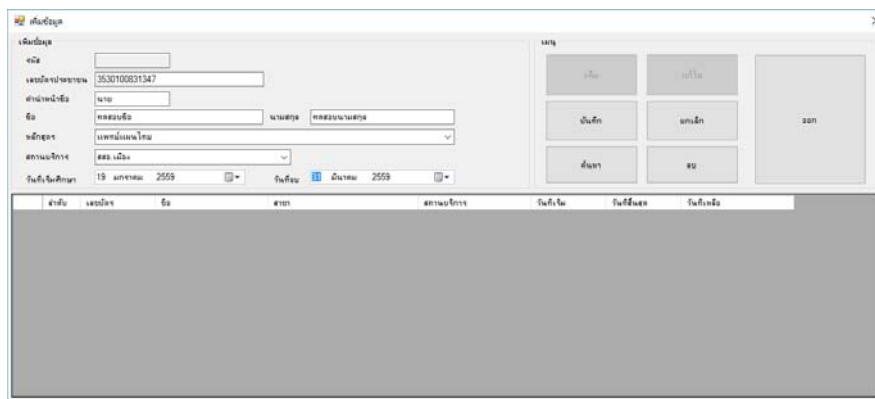 เพิ่มข้อมูล
เพิ่มข้อมูล
รหัส
เลขบัตรประชาชน 3530100831347
คำนำหน้าชื่อ นาย
ชื่อ ทดสอบชื่อ นามสกุล ทดสอบนามสกุล
หลักสูตร แพทย์แผนไทย
สถานบริการ สสอ.เมือง
วันที่เริ่มศึกษา 19 มกราคม 2559 วันที่จบ 31 มีนาคม 2559
เมนู
เพิ่ม แก้ไข ออก
บันทึก ยกเลิก
ค้นหา ลบ
ลำดับ เลขบัตร ชื่อ สาขา สถานบริการ วันที่เริ่ม วันที่สิ้นสุด วันที่เหลือ